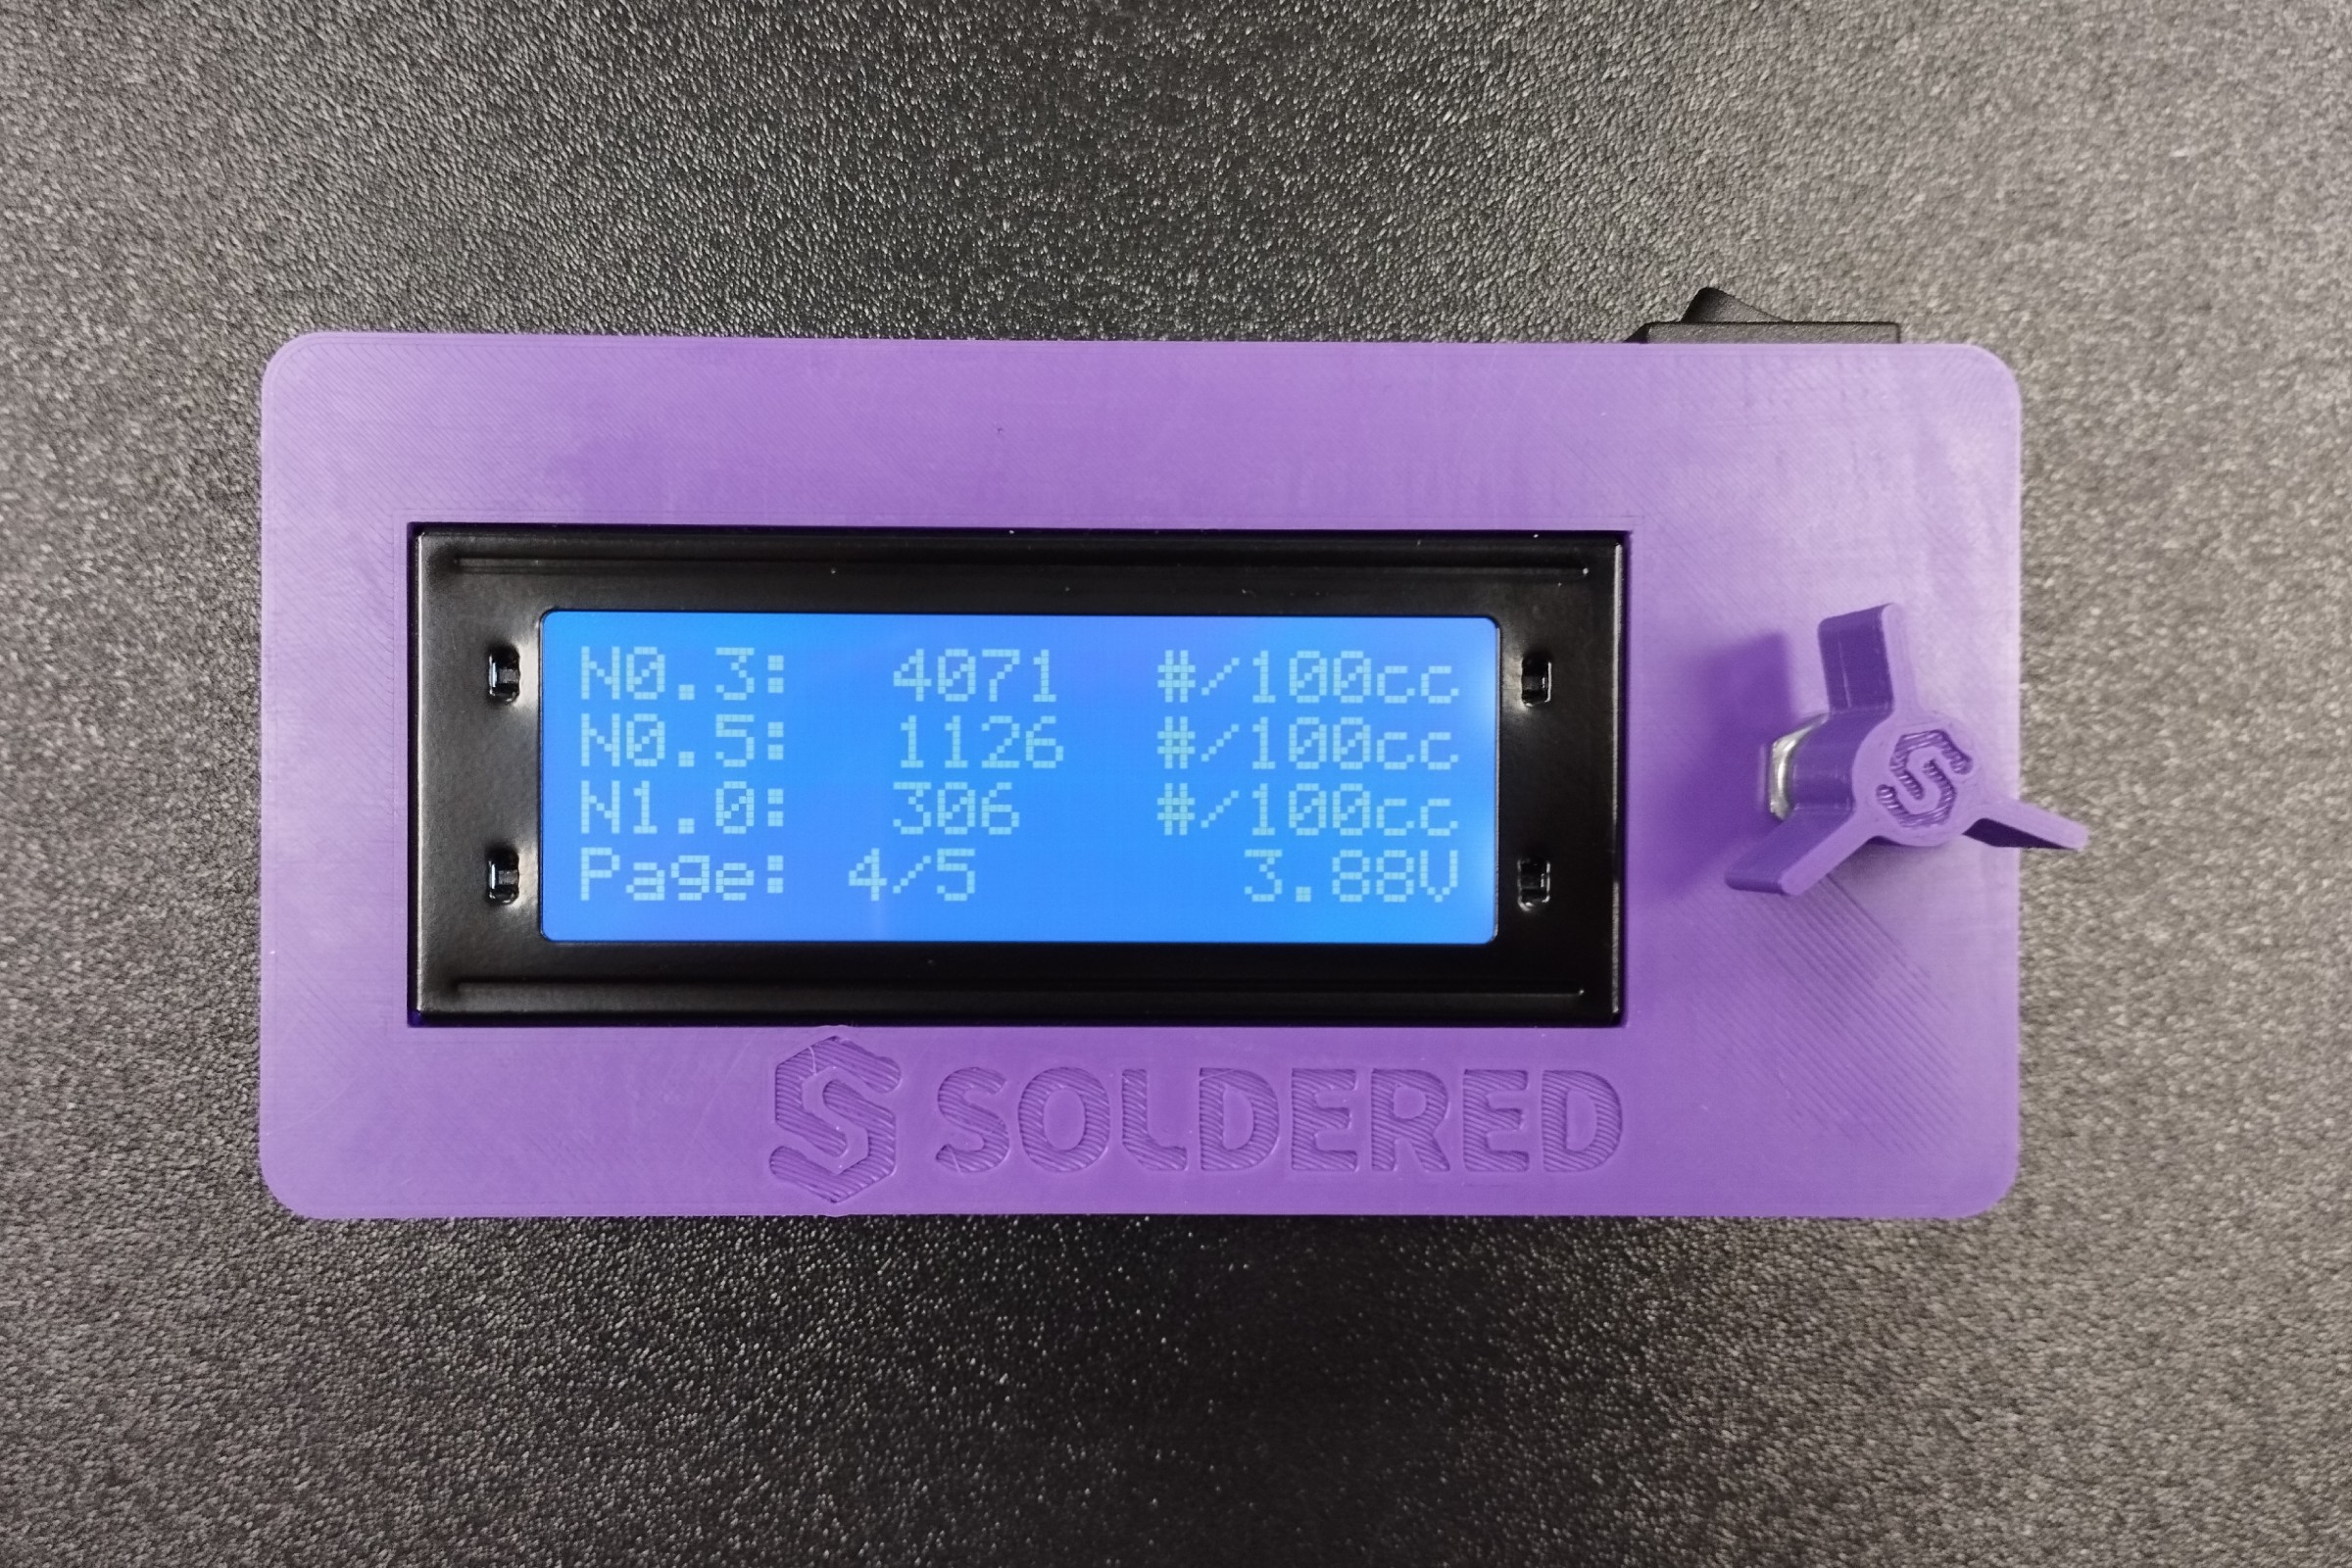 N0.3: 4071 #/100cc
N0.5: 1126 #/100cc
N1.0: 306 #/100cc
Page: 4/5 3.88V
SOLDERED